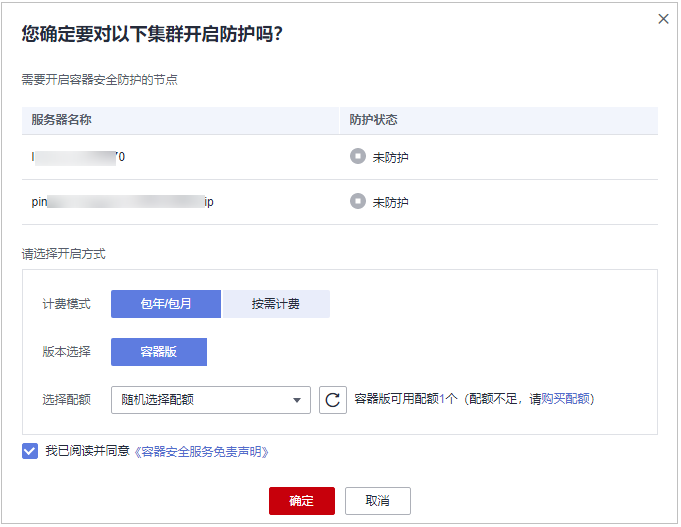 您确定要对以下集群开启防护吗？
需要开启容器安全防护的节点
服务器名称 防护状态
70 未防护
pin ip 未防护
请选择开启方式
计费模式 包年/包月 按需计费
版本选择 容器版
选择配额 随机选择配额 容器版可用配额1个（配额不足，请购买配额）
我已阅读并同意《容器安全服务免责声明》
确定 取消